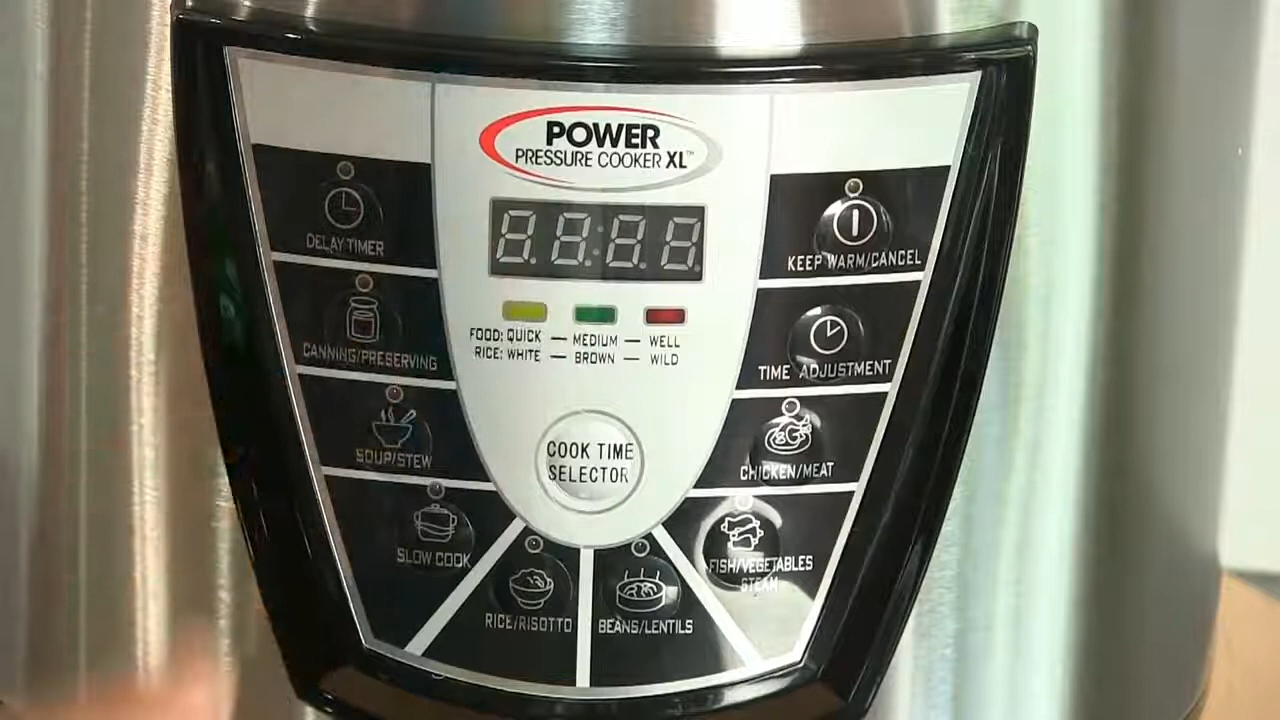 POWER
PRESSURE COOKER XL™
DELAY TIMER
KEEP WARM/CANCEL
FOOD: QUICK — MEDIUM — WELL
RICE: WHITE — BROWN — WILD
CANNING/PRESERVING
TIME ADJUSTMENT
COOK TIME
SELECTOR
SOUP/STEW
CHICKEN/MEAT
SLOW COOK
FISH/VEGETABLES
STEAM
RICE/RISOTTO
BEANS/LENTILS